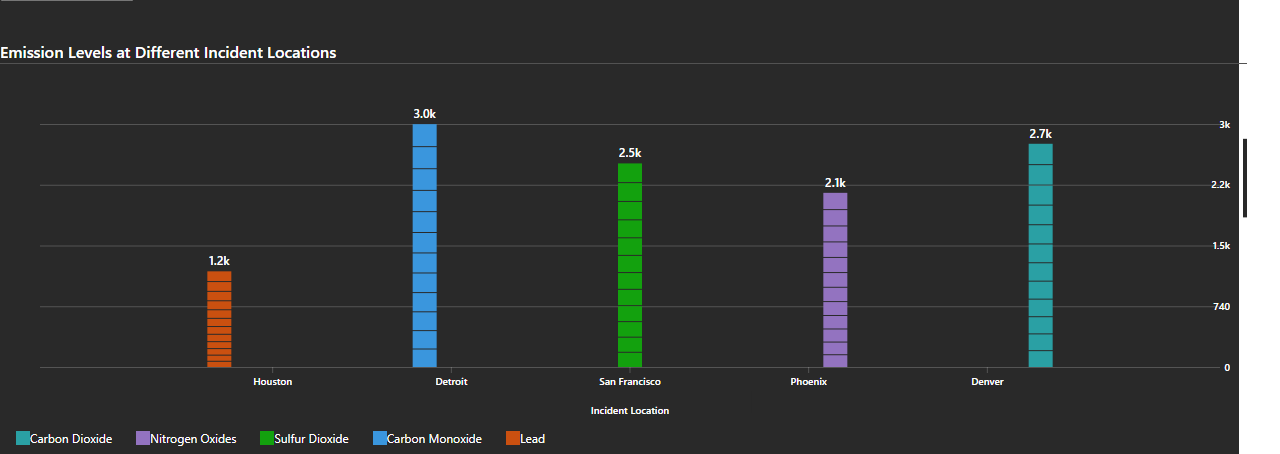 Emission Levels at Different Incident Locations
3.0k
3k
2.7k
2.5k
2.2k
2.1k
1.5k
1.2k
740
0
Houston Detroit San Francisco Phoenix Denver
Incident Location
Carbon Dioxide Nitrogen Oxides Sulfur Dioxide Carbon Monoxide Lead